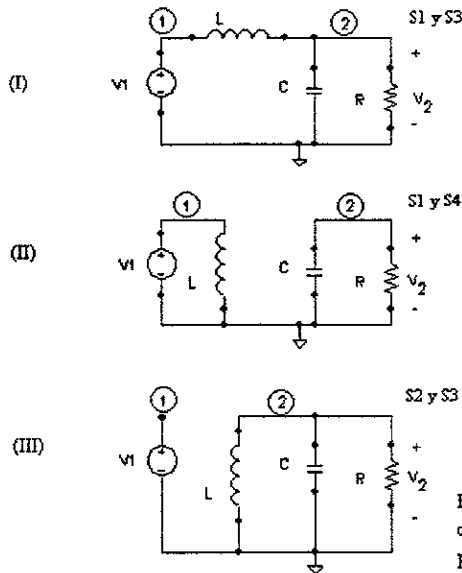 1 L 2 S1 y S3
(I) V1 + - C R + V2 -
1 2 S1 y S4
(II) V1 + - L C R + V2 -
1 2 S2 y S3
(III) V1 + - L C R + V2 -